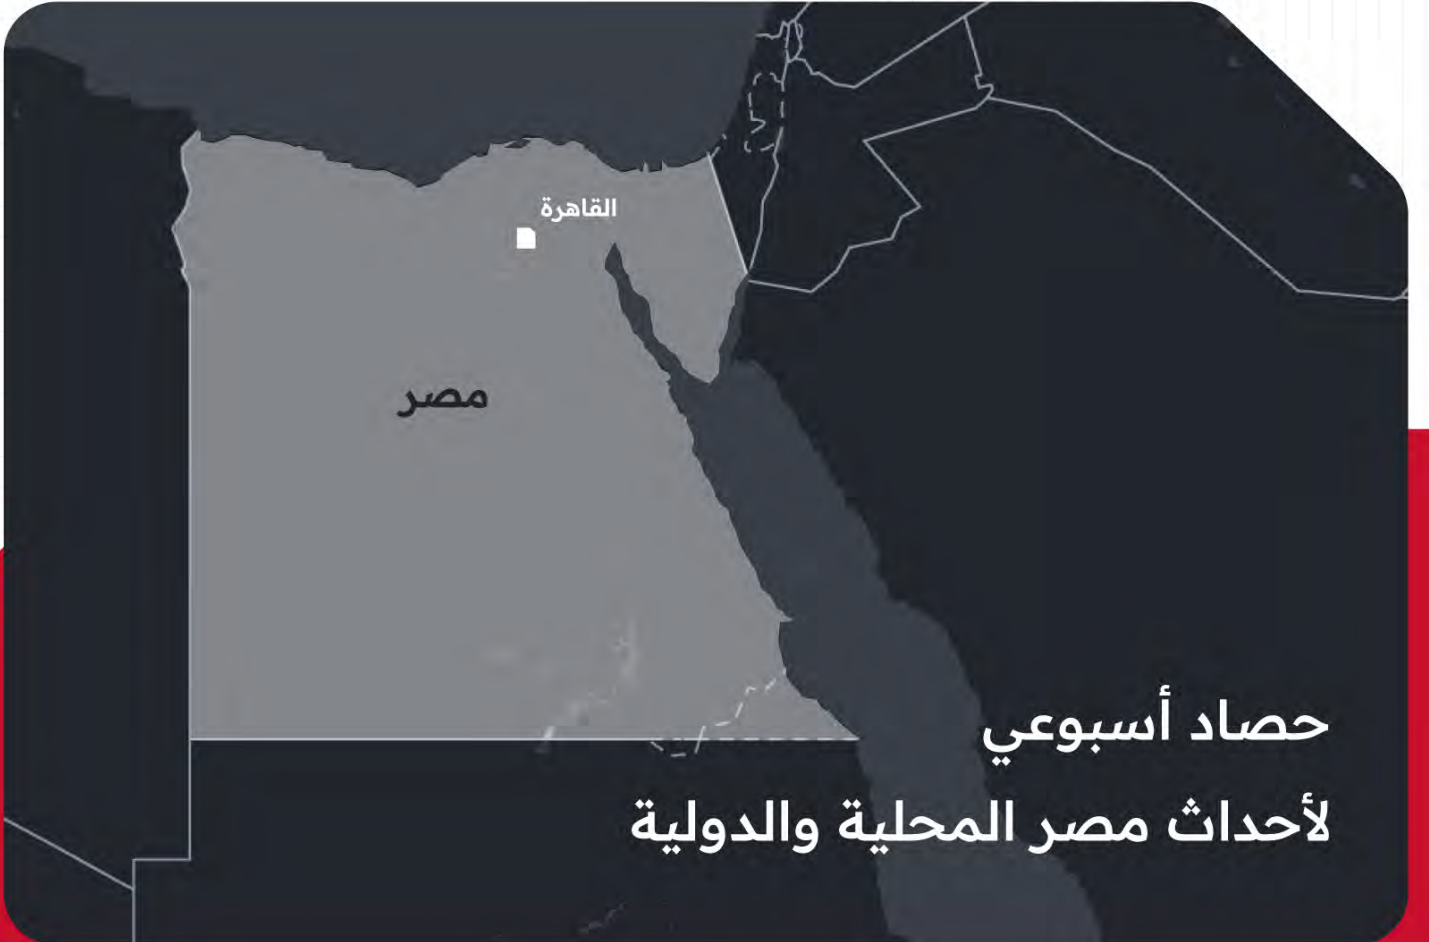 القاهرة
مصر
حصاد أسبوعي
لأحداث مصر المحلية والدولية